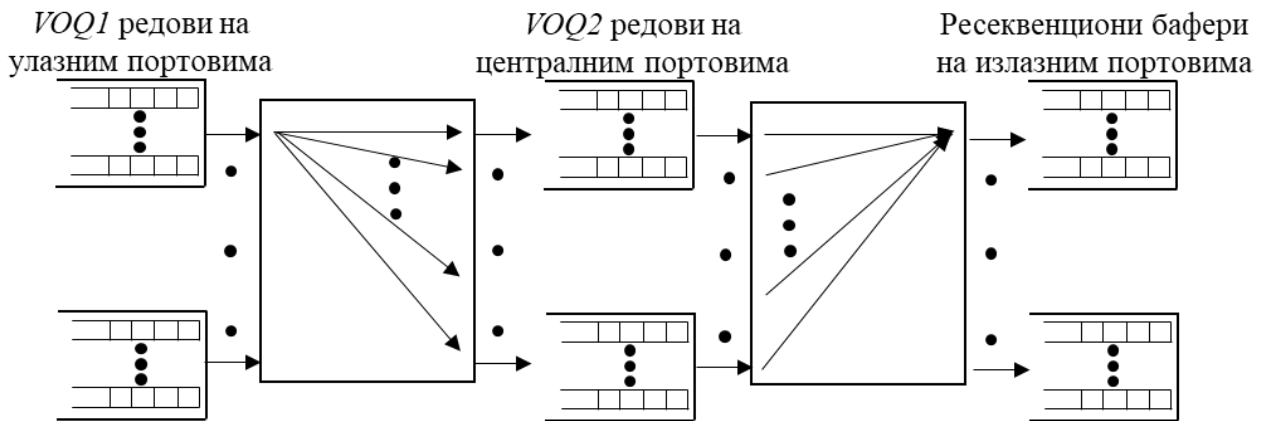 VOQ1 редови на
улазним портовима
VOQ2 редови на
централним портовима
Ресеквенциони бафери
на излазним портовима